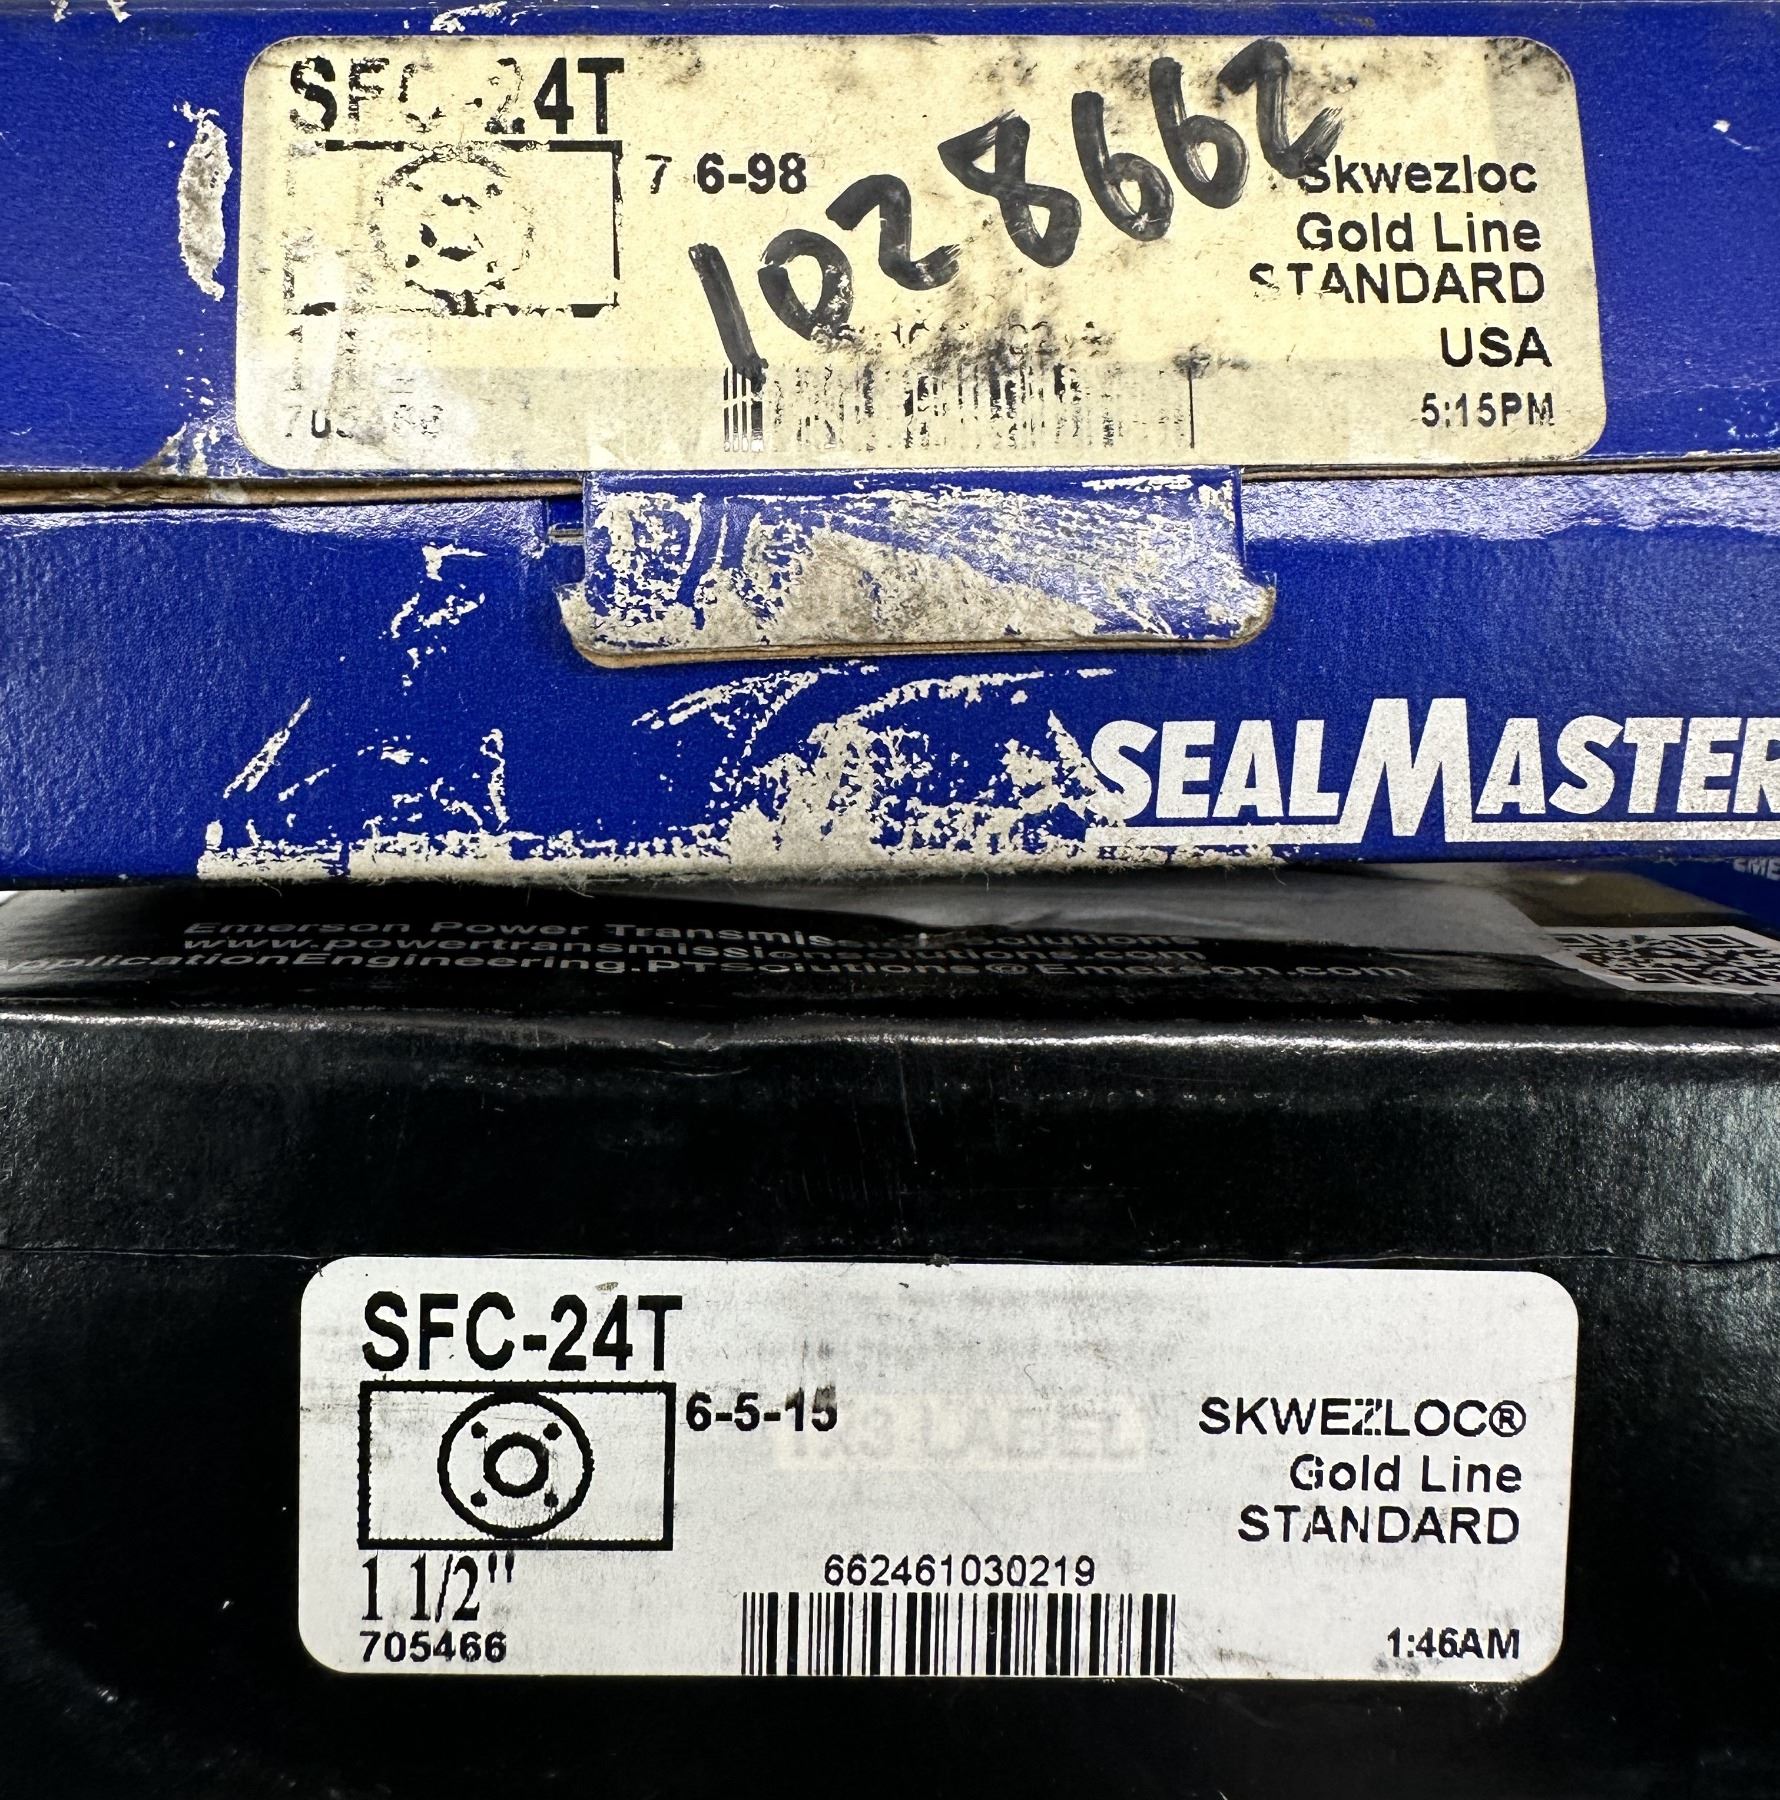 SFC-24T
7 6-98
1028662
Skwezloc
Gold Line
STANDARD
USA
5:15PM
SEALMASTER
EME
Emerson Power Transmission Solutions
www.powertransmissionsolutions.com
pplicationEngineering.PTSolutions@Emerson.com
SFC-24T
6-5-15
SKWEZLOC®
Gold Line
STANDARD
1 1/2"
662461030219
705466
1:46AM